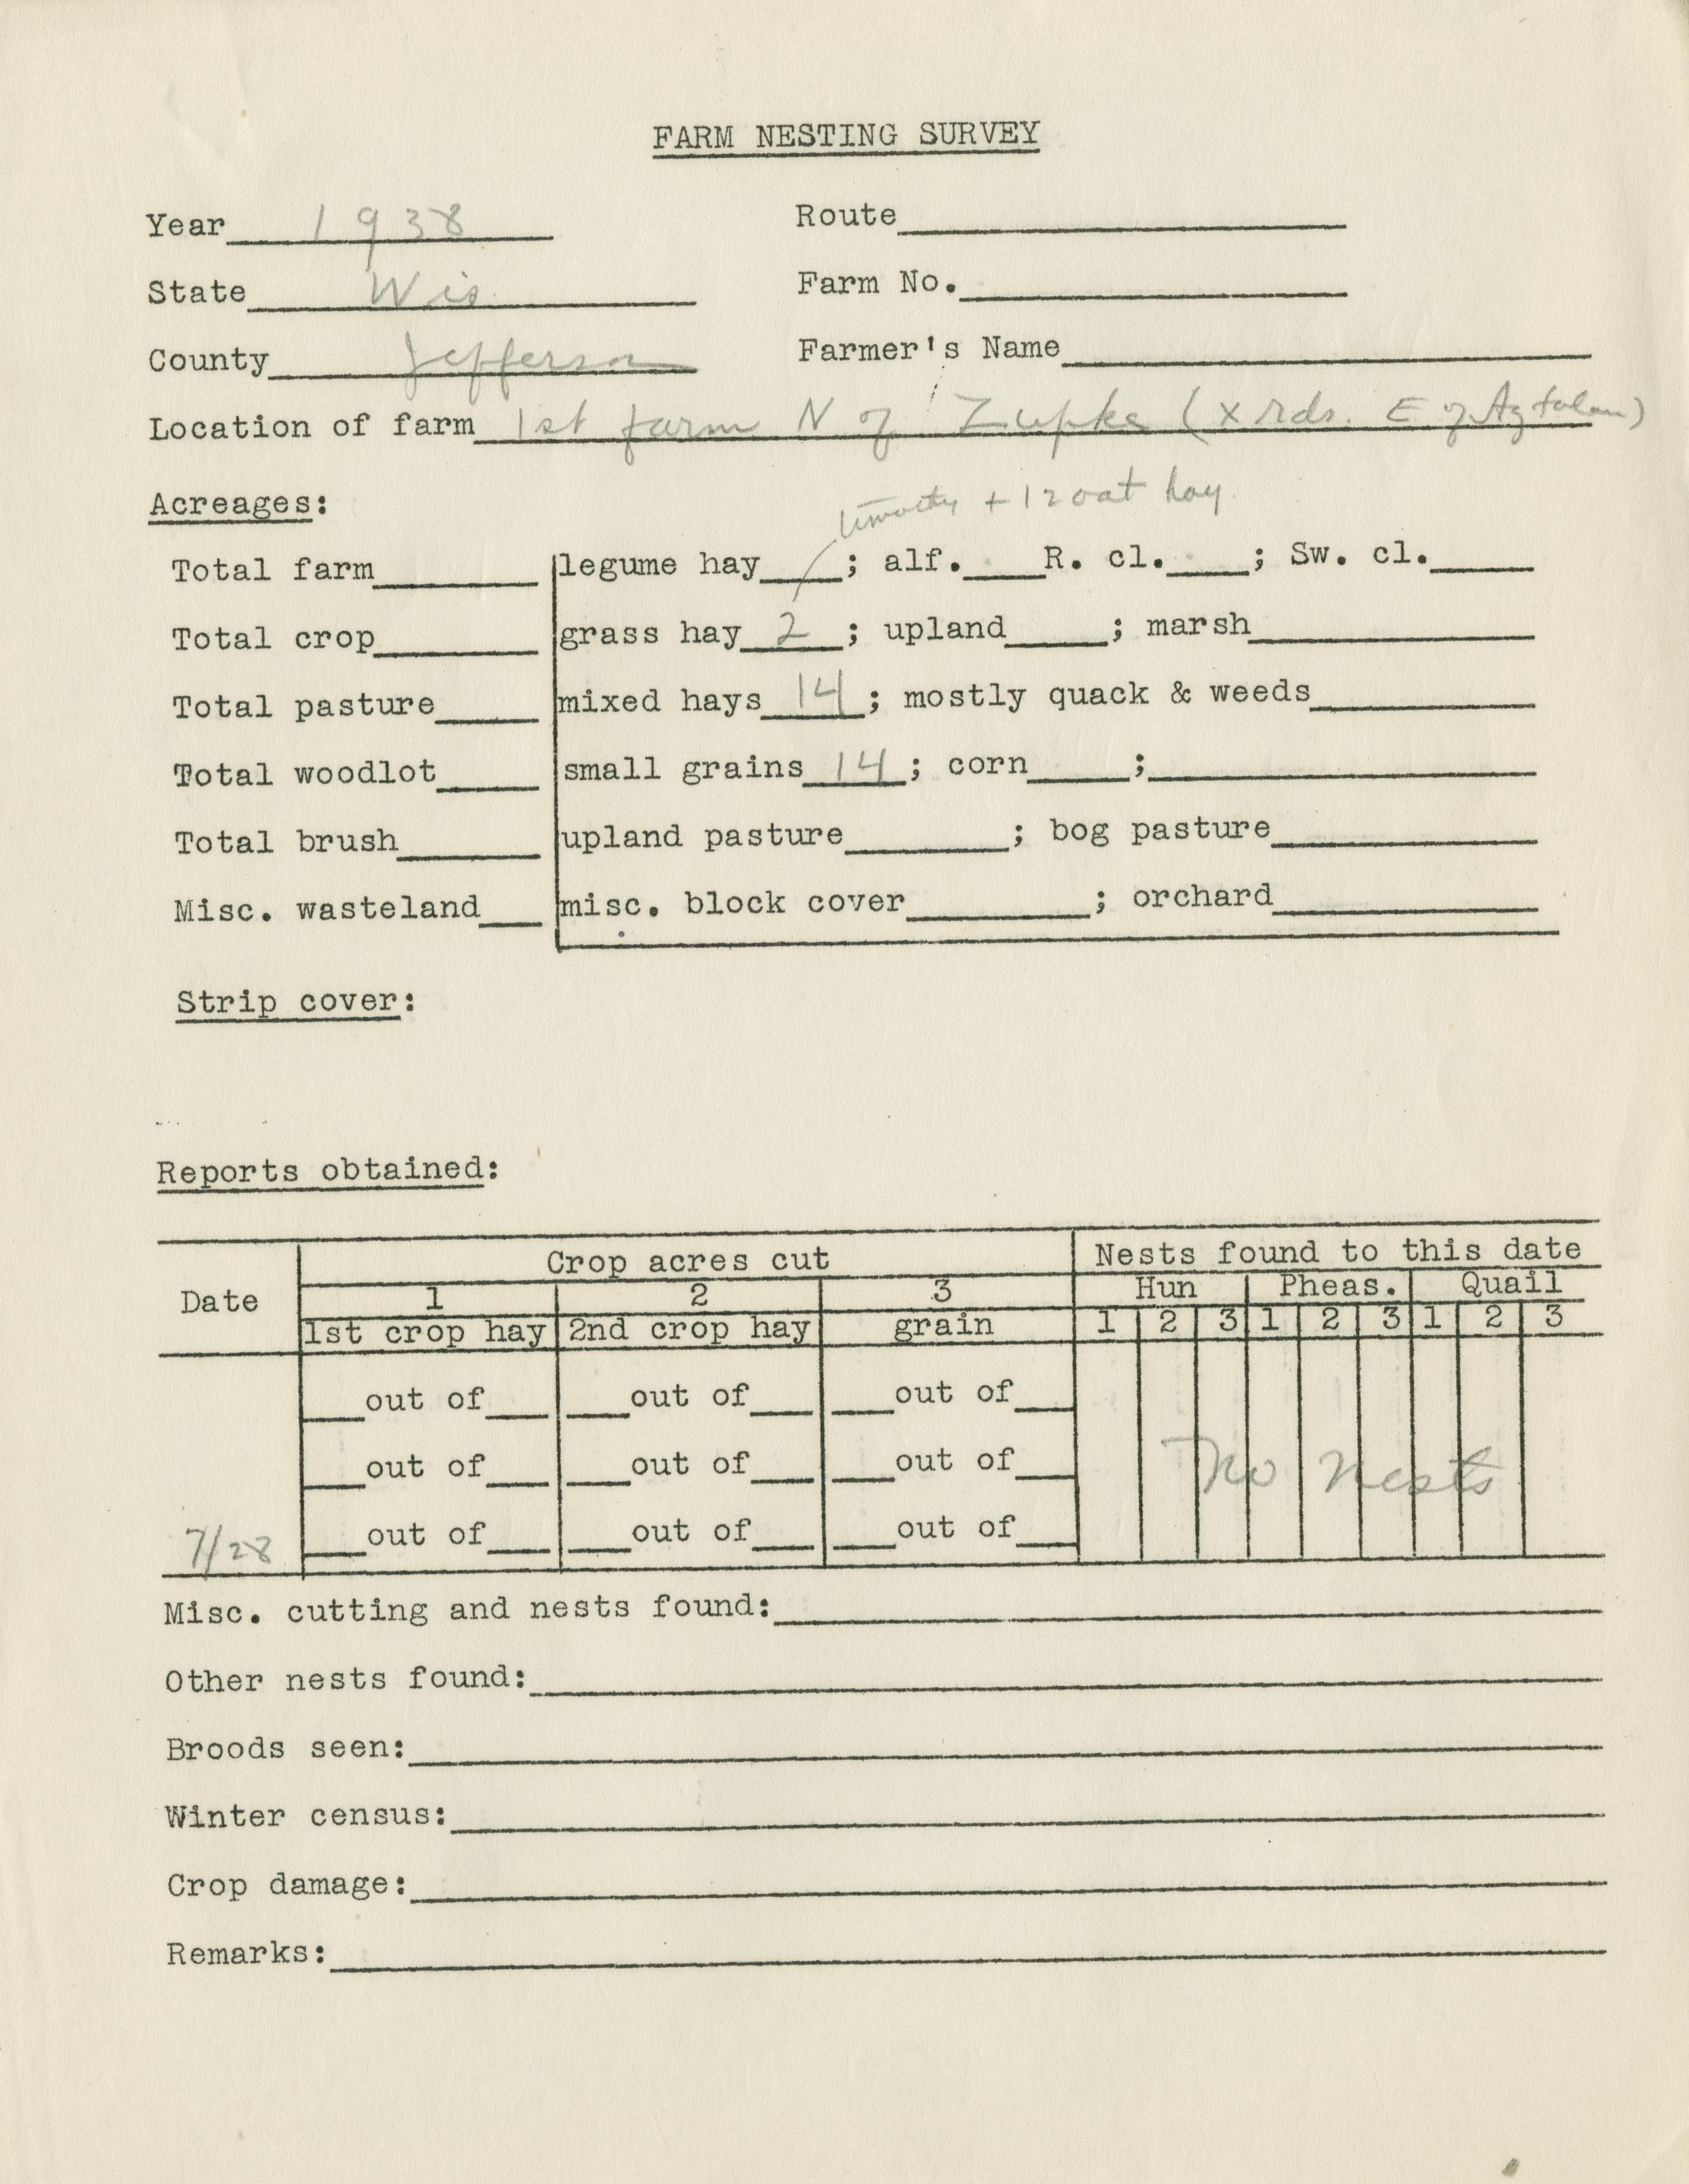 FARM NESTING SURVEY
Year 1938 Route
State Wis Farm No.
County Jefferson Farmer's Name
Location of farm 1st farm N of Zupke (x rds. E of Aztalan)
Acreages: timothy + 12 oat hay
Total farm legume hay ; alf. R. cl. ; Sw. cl.
Total crop grass hay 2 ; upland ; marsh
Total pasture mixed hays 14 ; mostly quack & weeds
Total woodlot small grains 14 ; corn ;
Total brush upland pasture ; bog pasture
Misc. wasteland misc. block cover ; orchard
Strip cover:
Reports obtained:
Date Crop acres cut Nests found to this date
1 2 3 Hun Pheas. Quail
1st crop hay 2nd crop hay grain 1 2 3 1 2 3 1 2 3
out of out of out of
out of out of out of No nests
7/28 out of out of out of
Misc. cutting and nests found:
Other nests found:
Broods seen:
Winter census:
Crop damage:
Remarks: